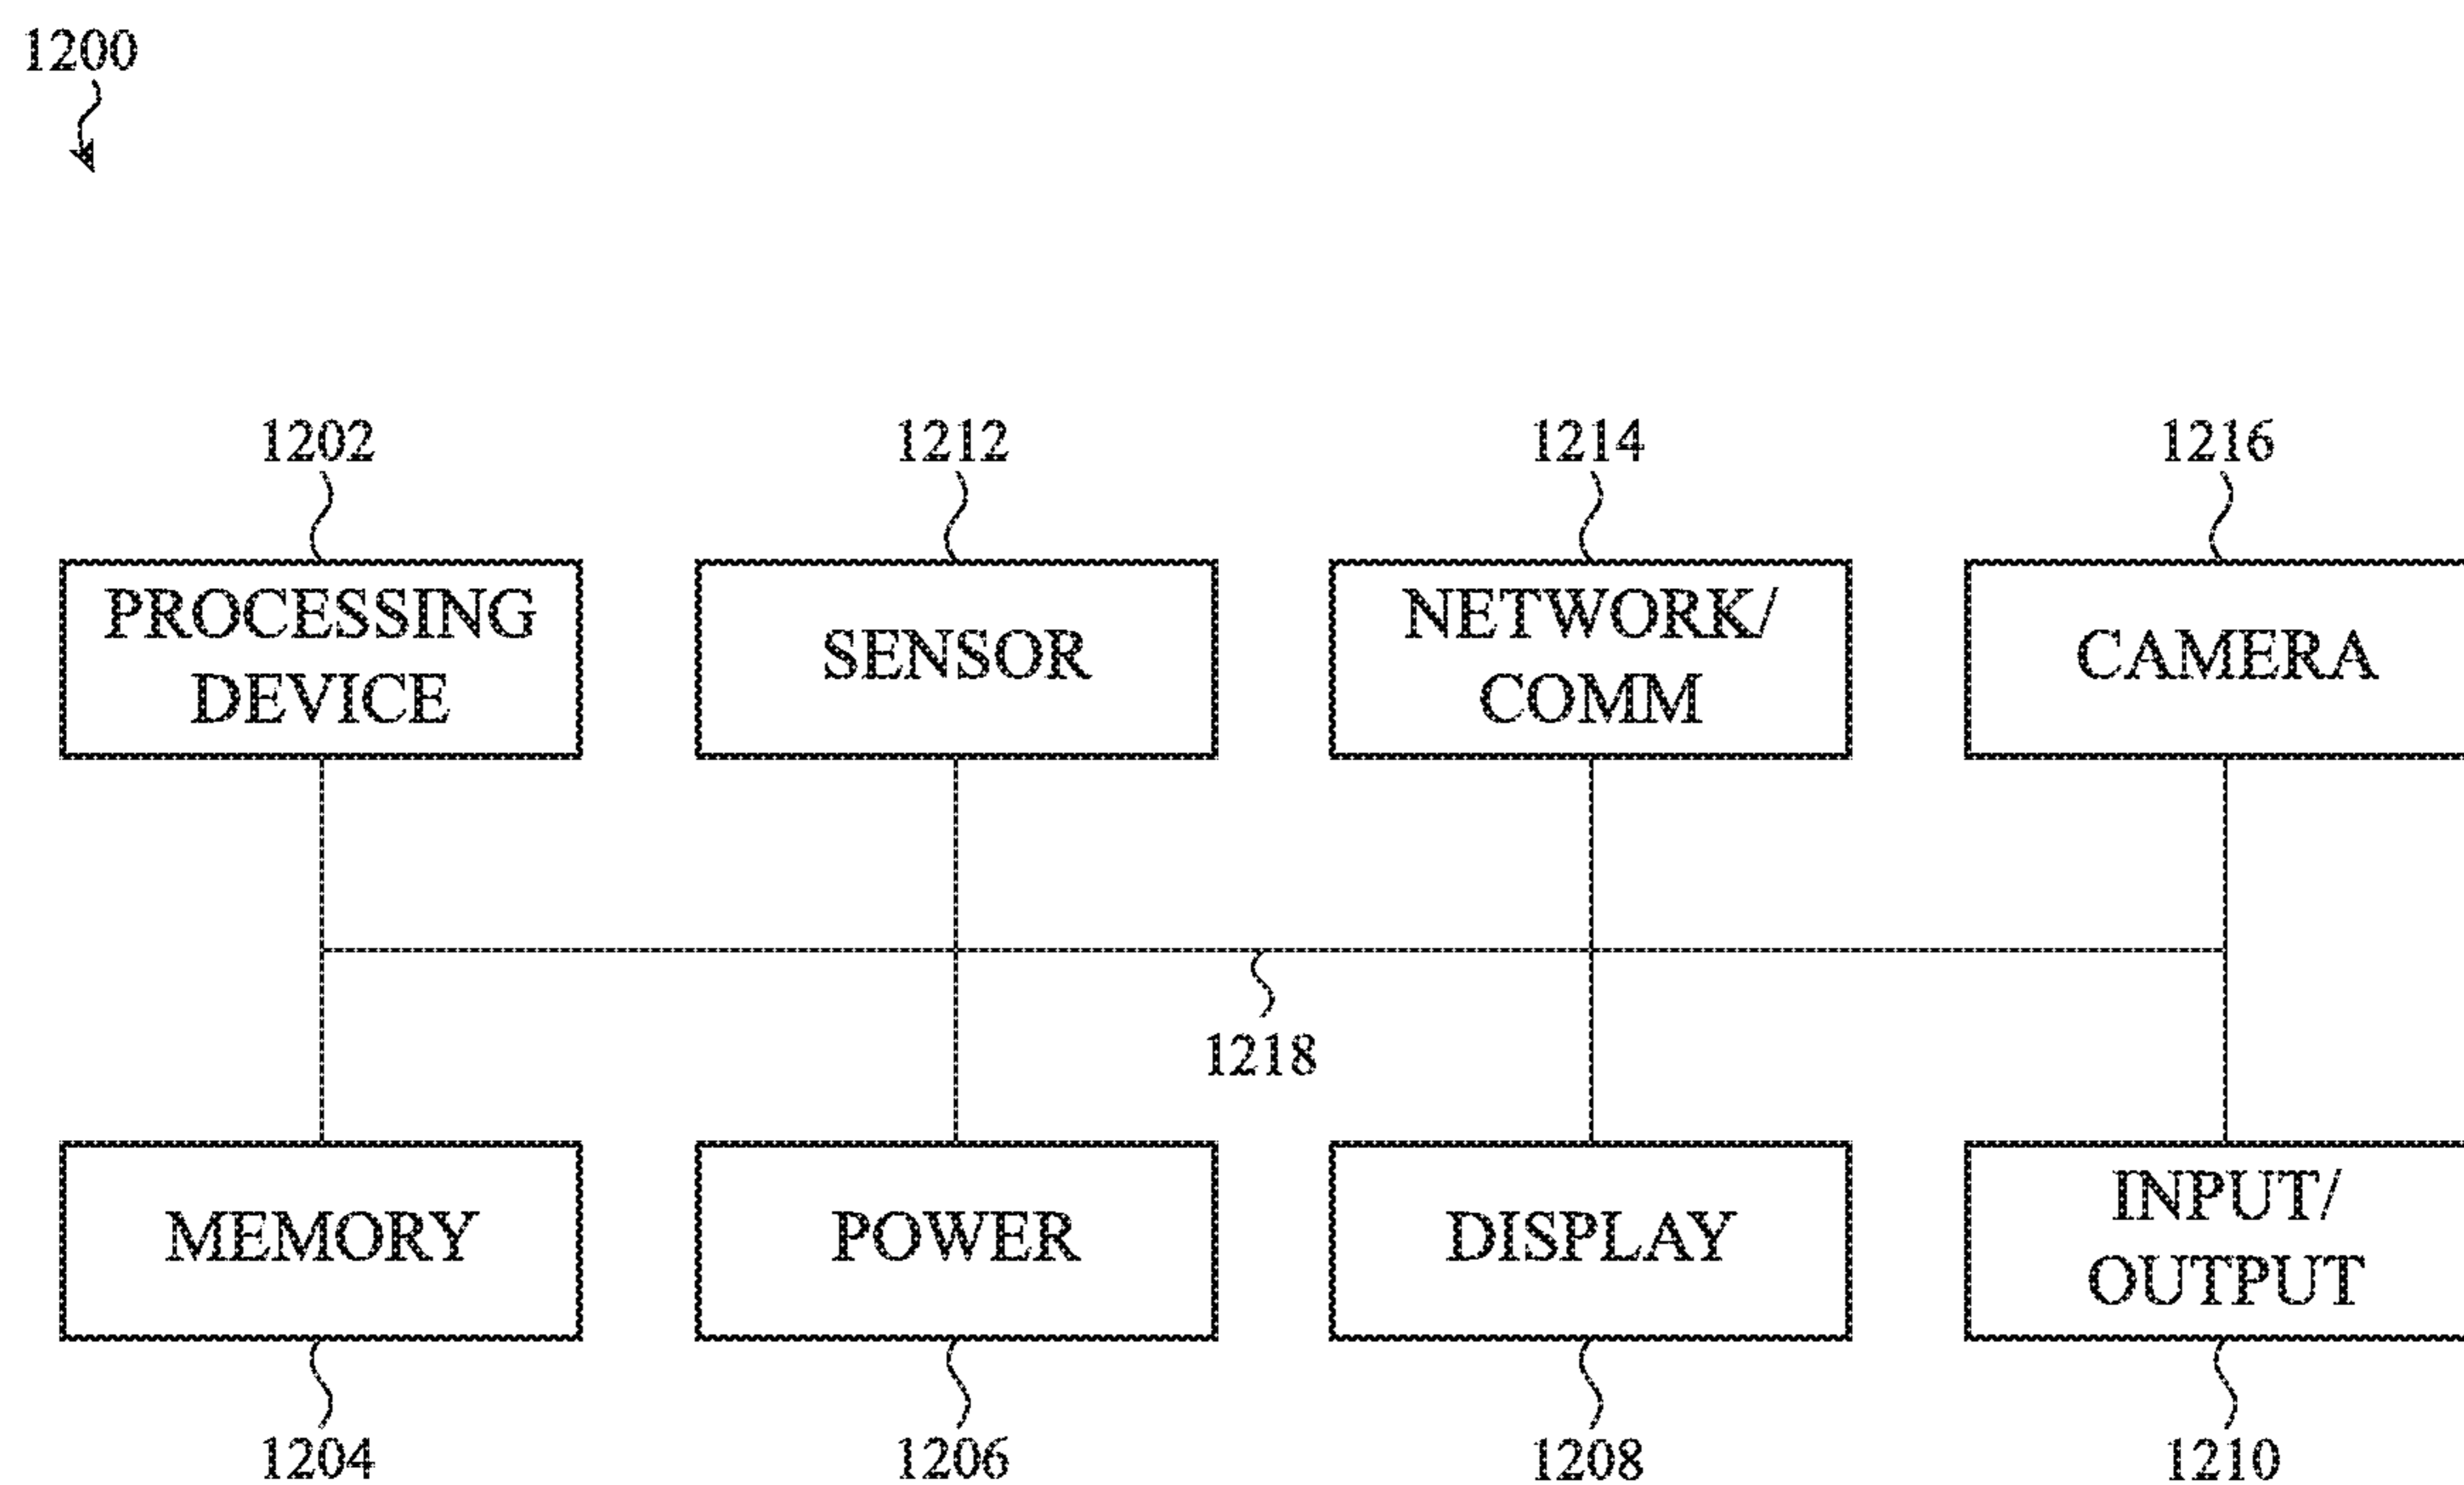 1200
1202
1212
1214
1216
PROCESSING
DEVICE
SENSOR
NETWORK/
COMM
CAMERA
1218
MEMORY
POWER
DISPLAY
INPUT/
OUTPUT
1204
1206
1208
1210